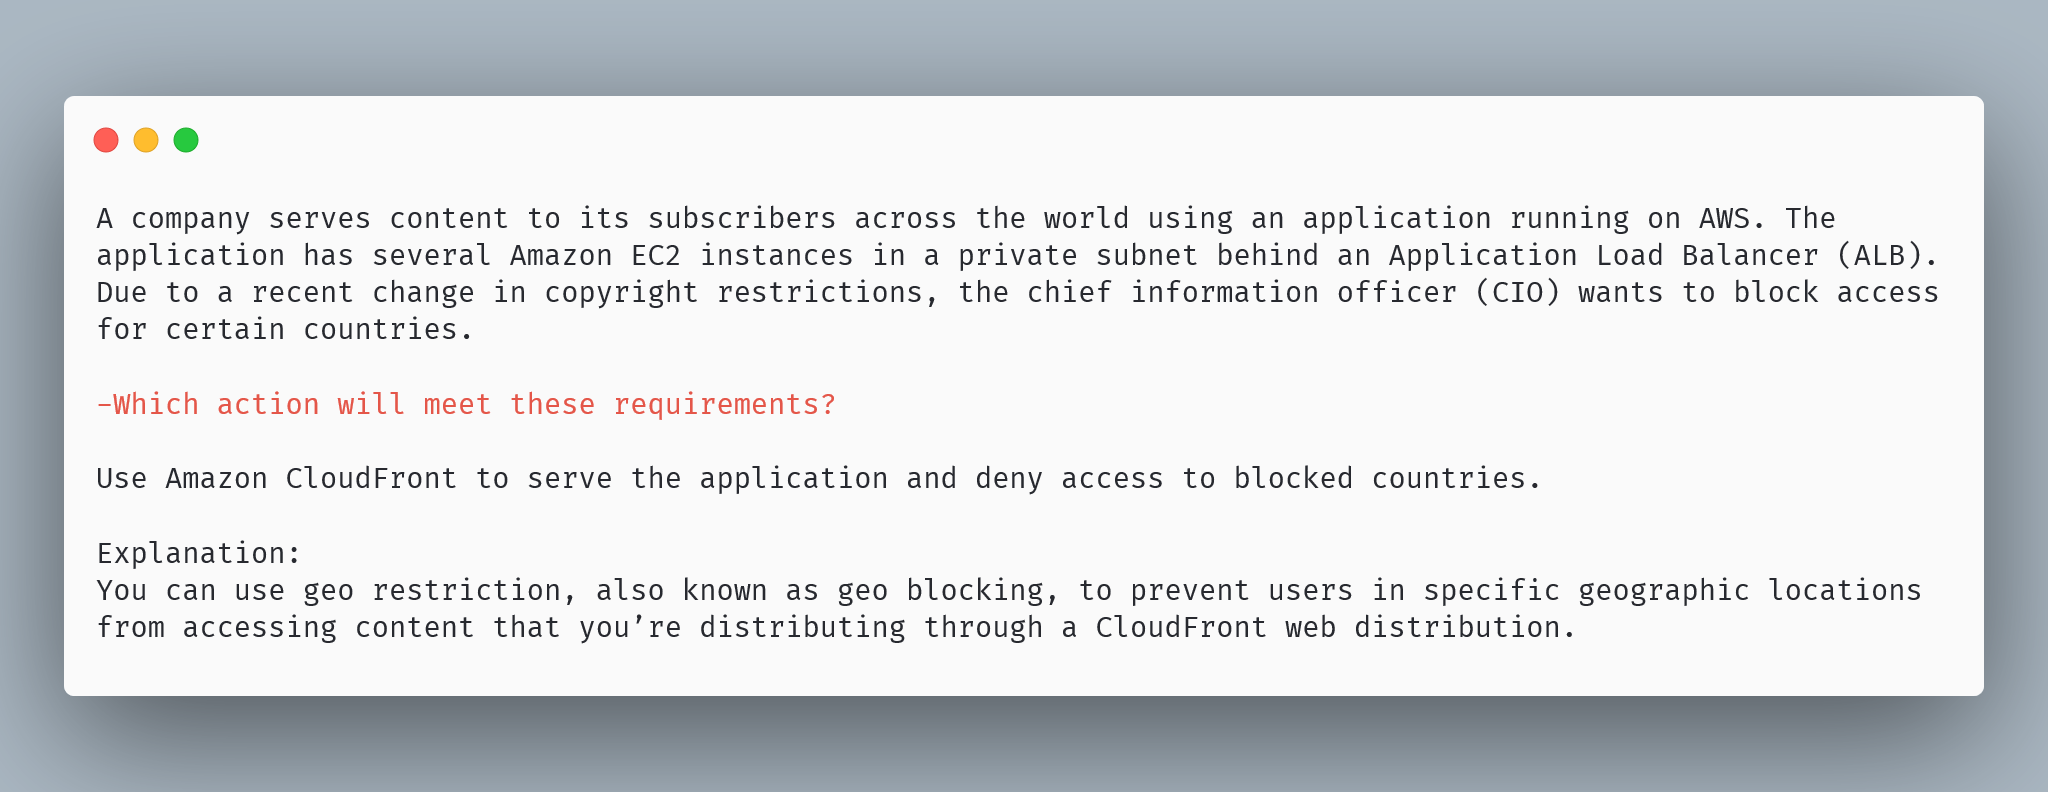 A company serves content to its subscribers across the world using an application running on AWS. The
application has several Amazon EC2 instances in a private subnet behind an Application Load Balancer (ALB).
Due to a recent change in copyright restrictions, the chief information officer (CIO) wants to block access
for certain countries.
-Which action will meet these requirements?
Use Amazon CloudFront to serve the application and deny access to blocked countries.
Explanation:
You can use geo restriction, also known as geo blocking, to prevent users in specific geographic locations
from accessing content that you’re distributing through a CloudFront web distribution.